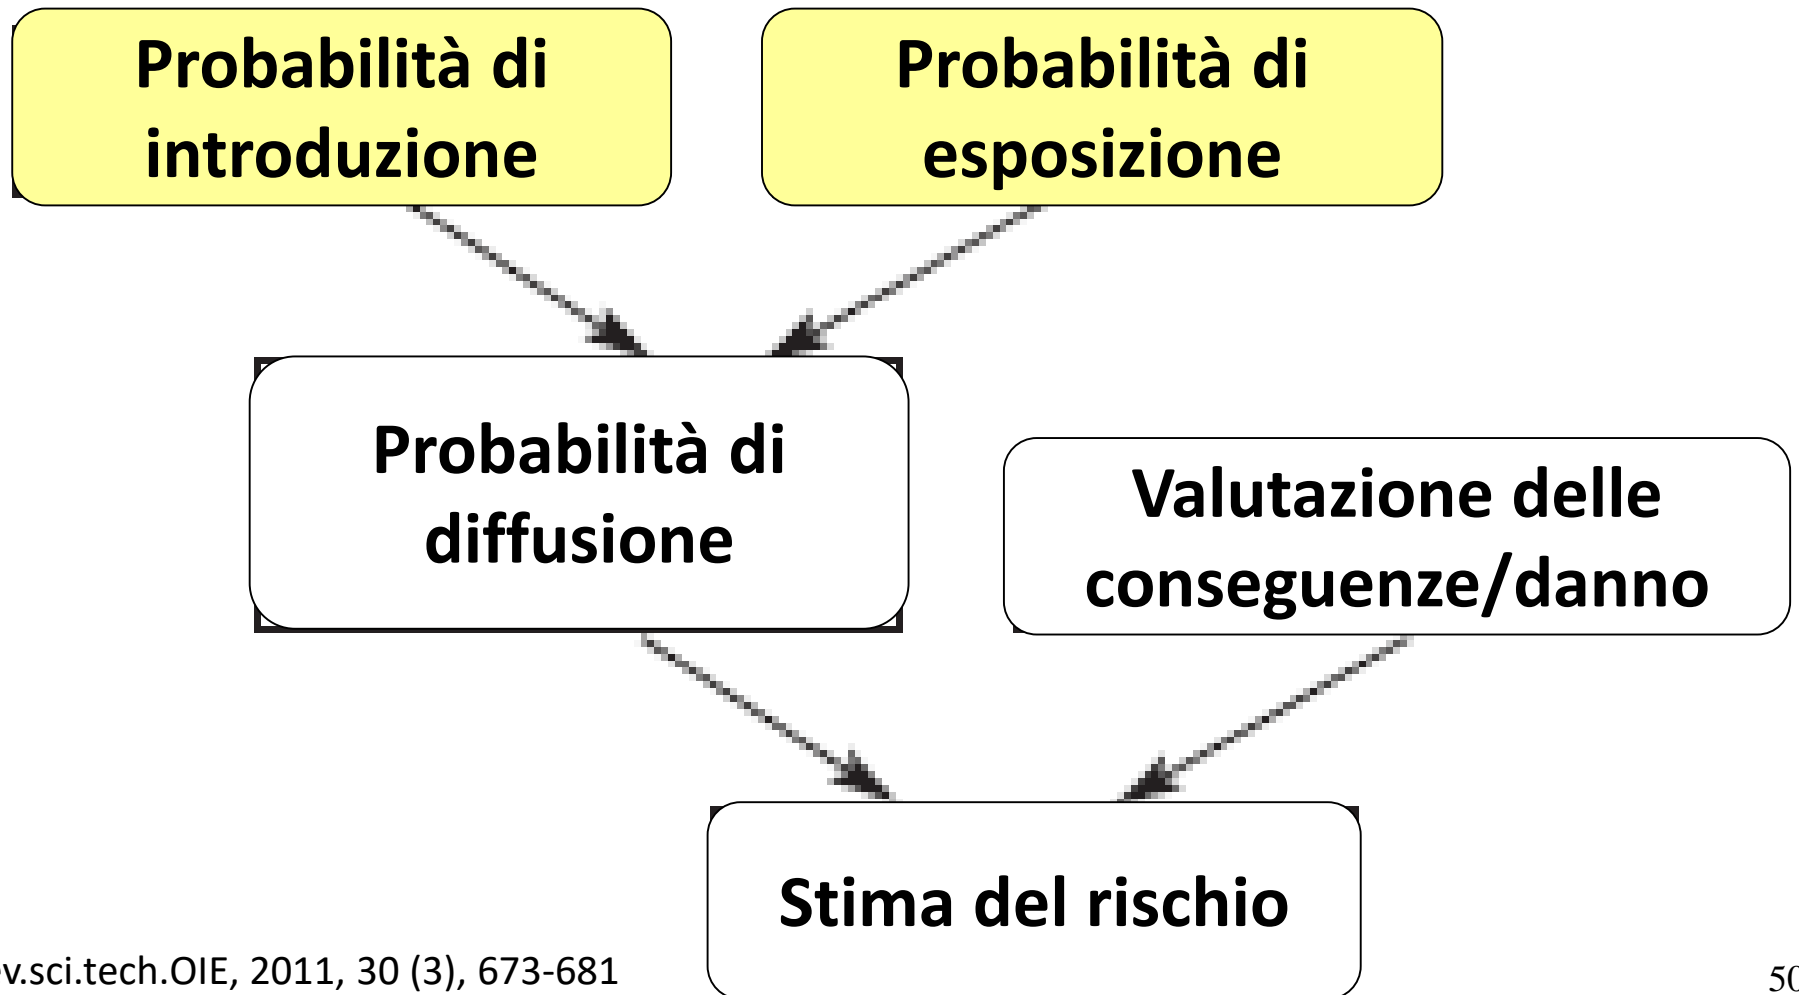 Probabilità di
introduzione
Probabilità di
esposizione
Probabilità di
diffusione
Valutazione delle
conseguenze/danno
Stima del rischio
v.sci.tech.OIE, 2011, 30 (3), 673-681
50